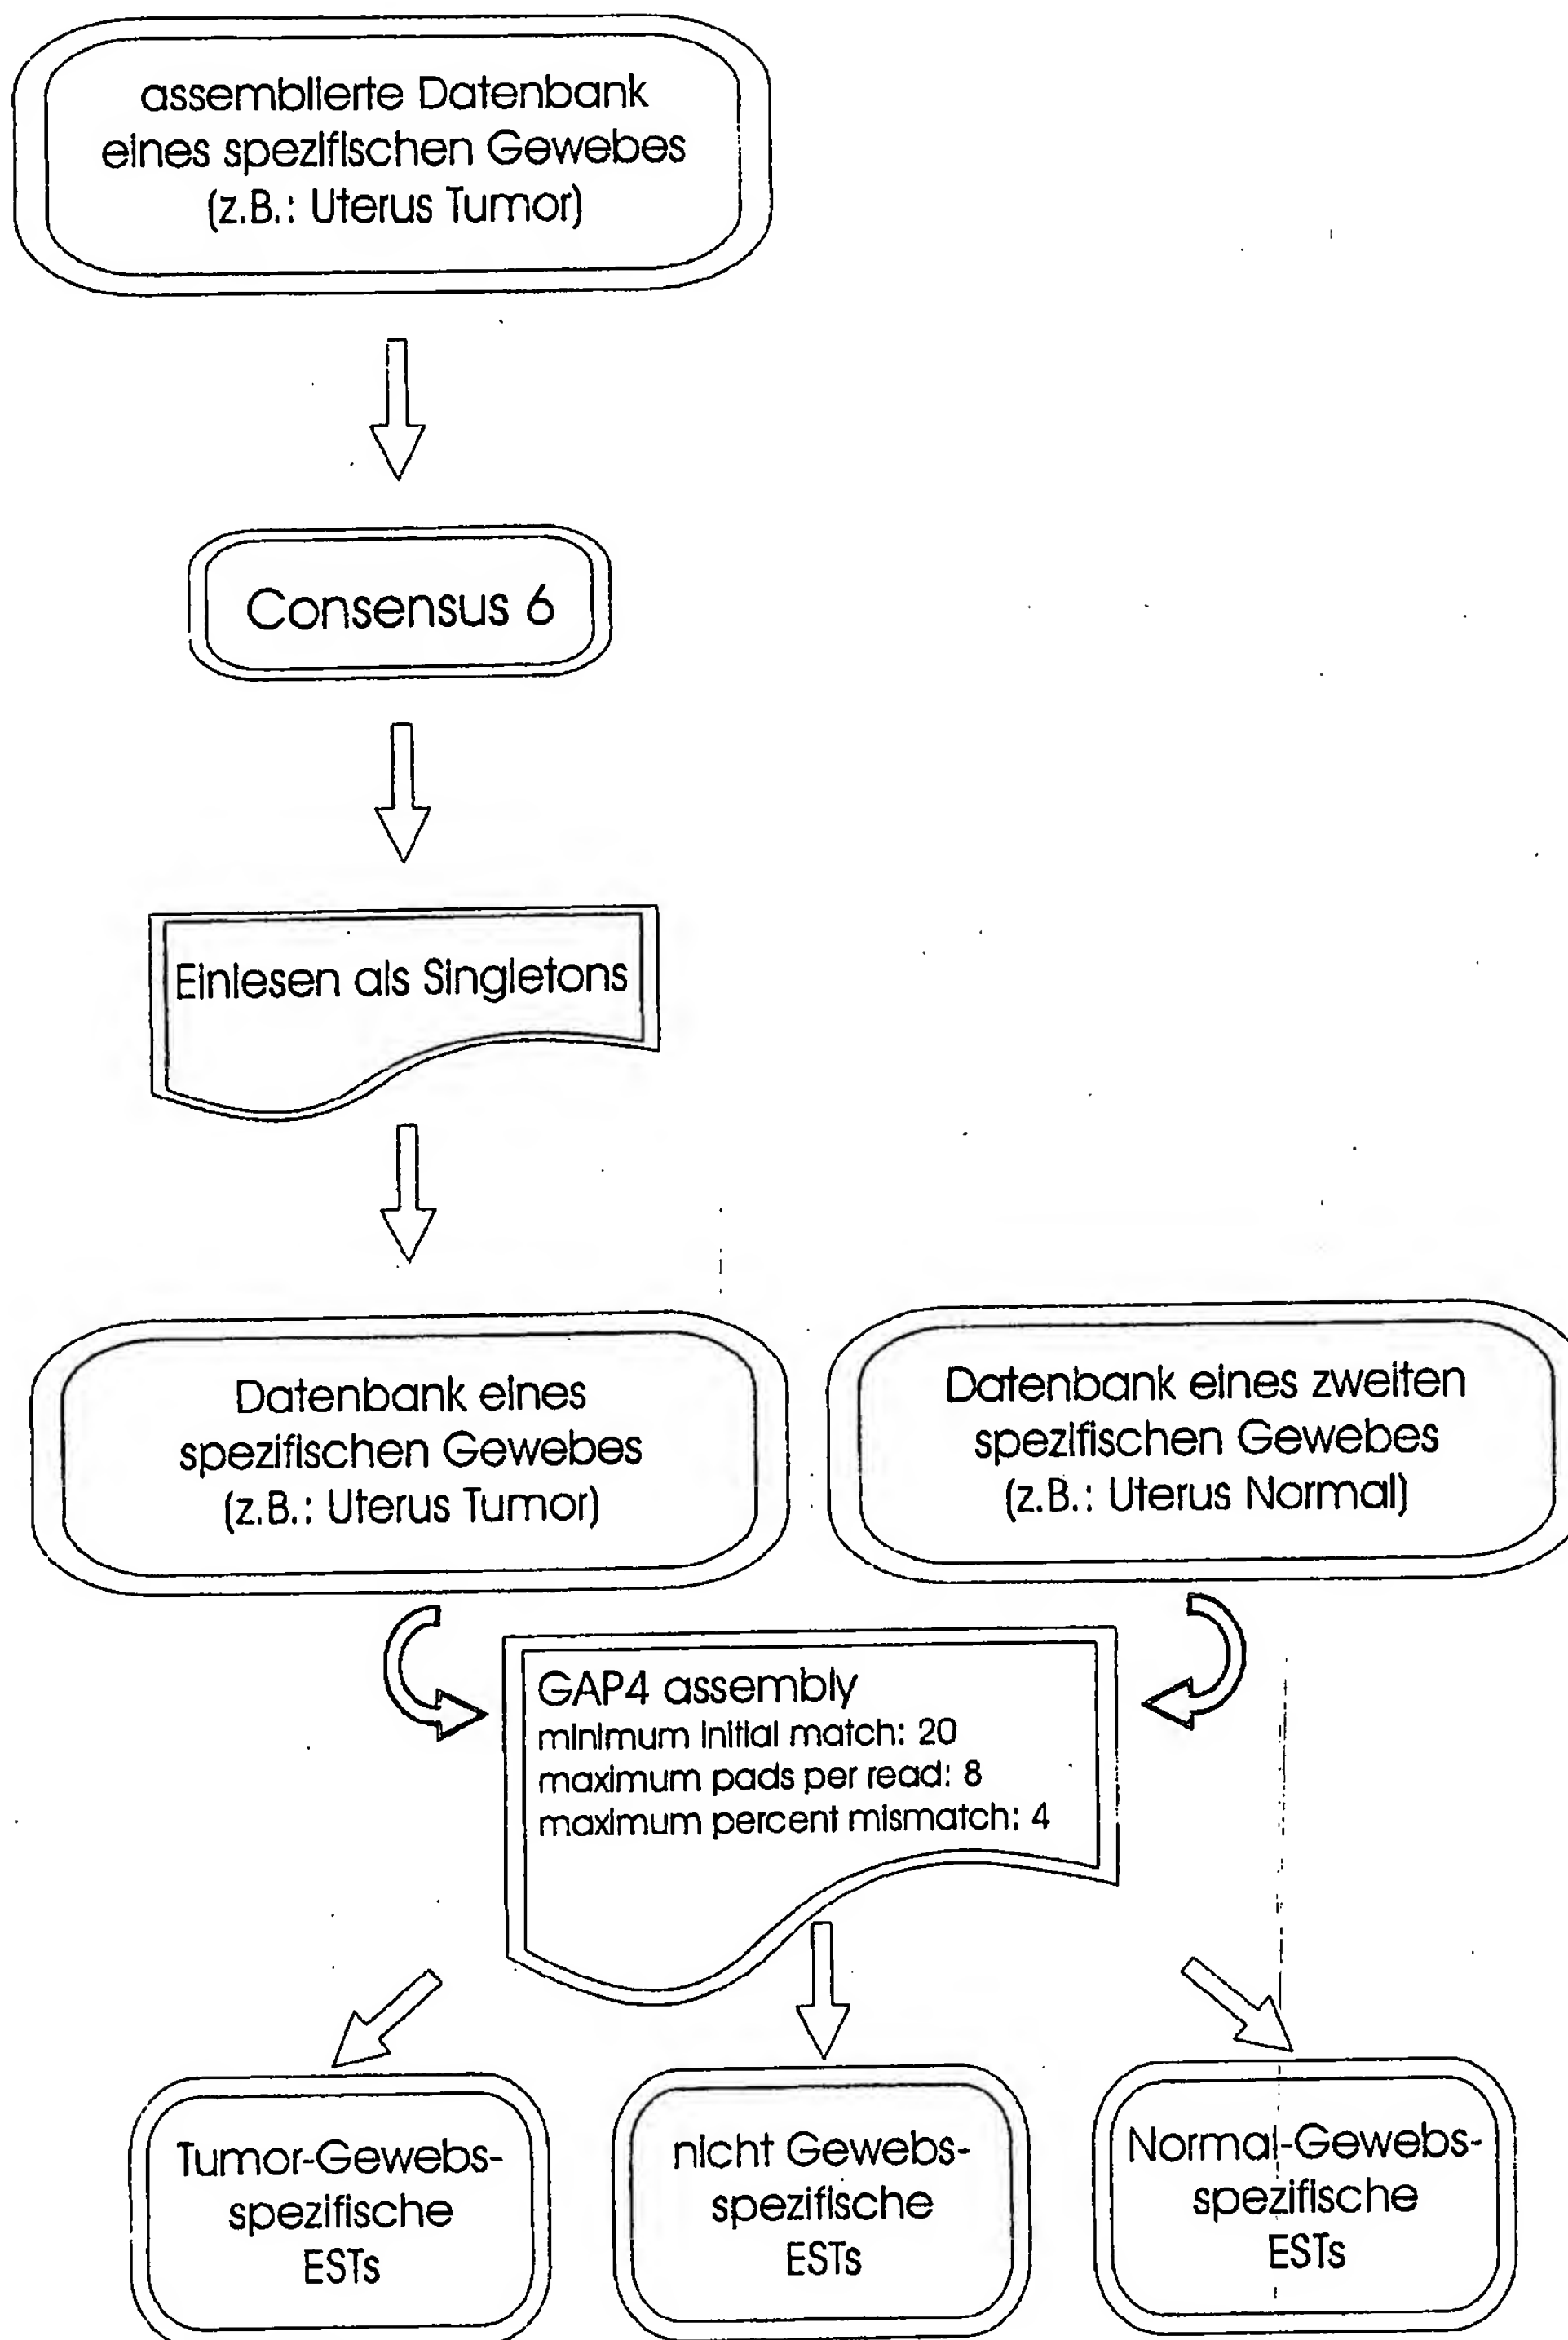 assemblierte Datenbank
eines spezifischen Gewebes
(z.B.: Uterus Tumor)
Consensus 6
Einlesen als Singletons
Datenbank eines
spezifischen Gewebes
(z.B.: Uterus Tumor)
Datenbank eines zweiten
spezifischen Gewebes
(z.B.: Uterus Normal)
GAP4 assembly
minimum initial match: 20
maximum pads per read: 8
maximum percent mismatch: 4
Tumor-Gewebs-
spezifische
ESTs
nicht Gewebs-
spezifische
ESTs
Normal-Gewebs-
spezifische
ESTs